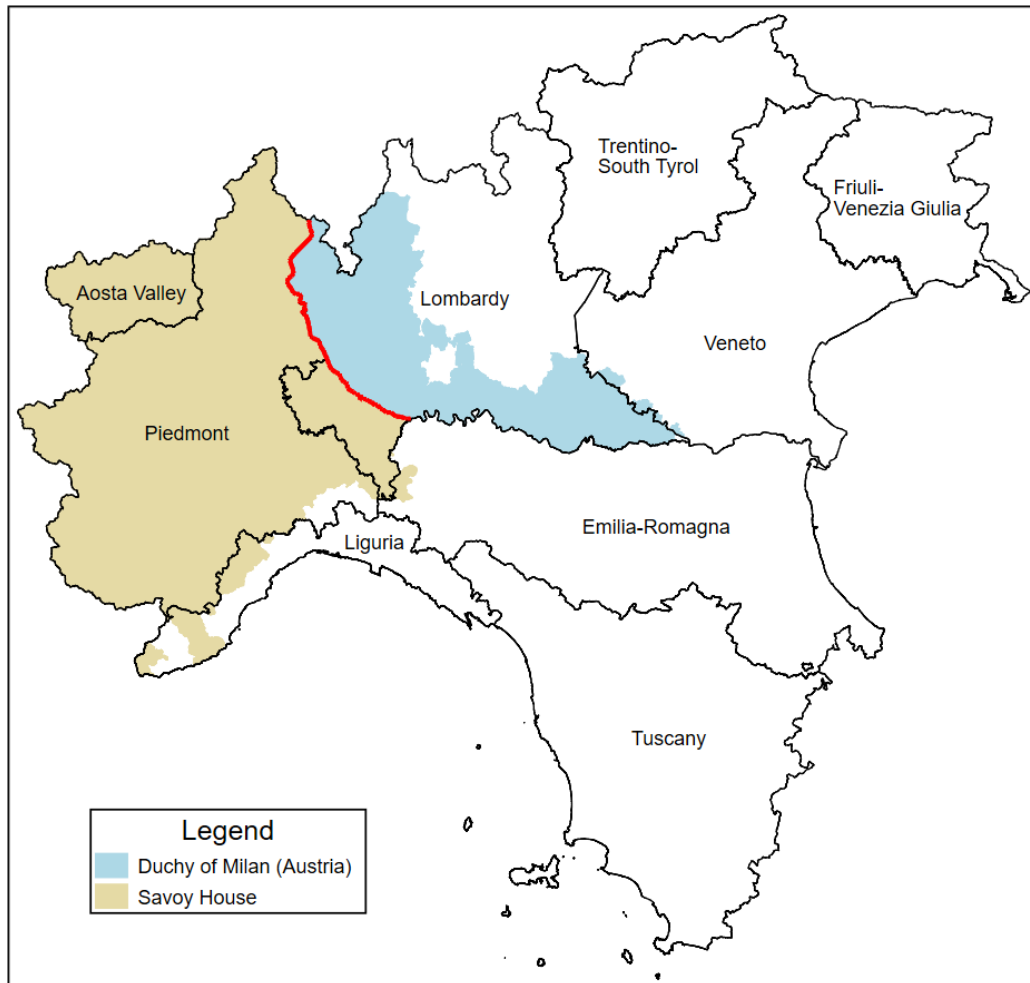 Trentino-
South Tyrol
Friuli-
Venezia Giulia
Aosta Valley
Lombardy
Veneto
Piedmont
Emilia-Romagna
Liguria
Tuscany
Legend
Duchy of Milan (Austria)
Savoy House